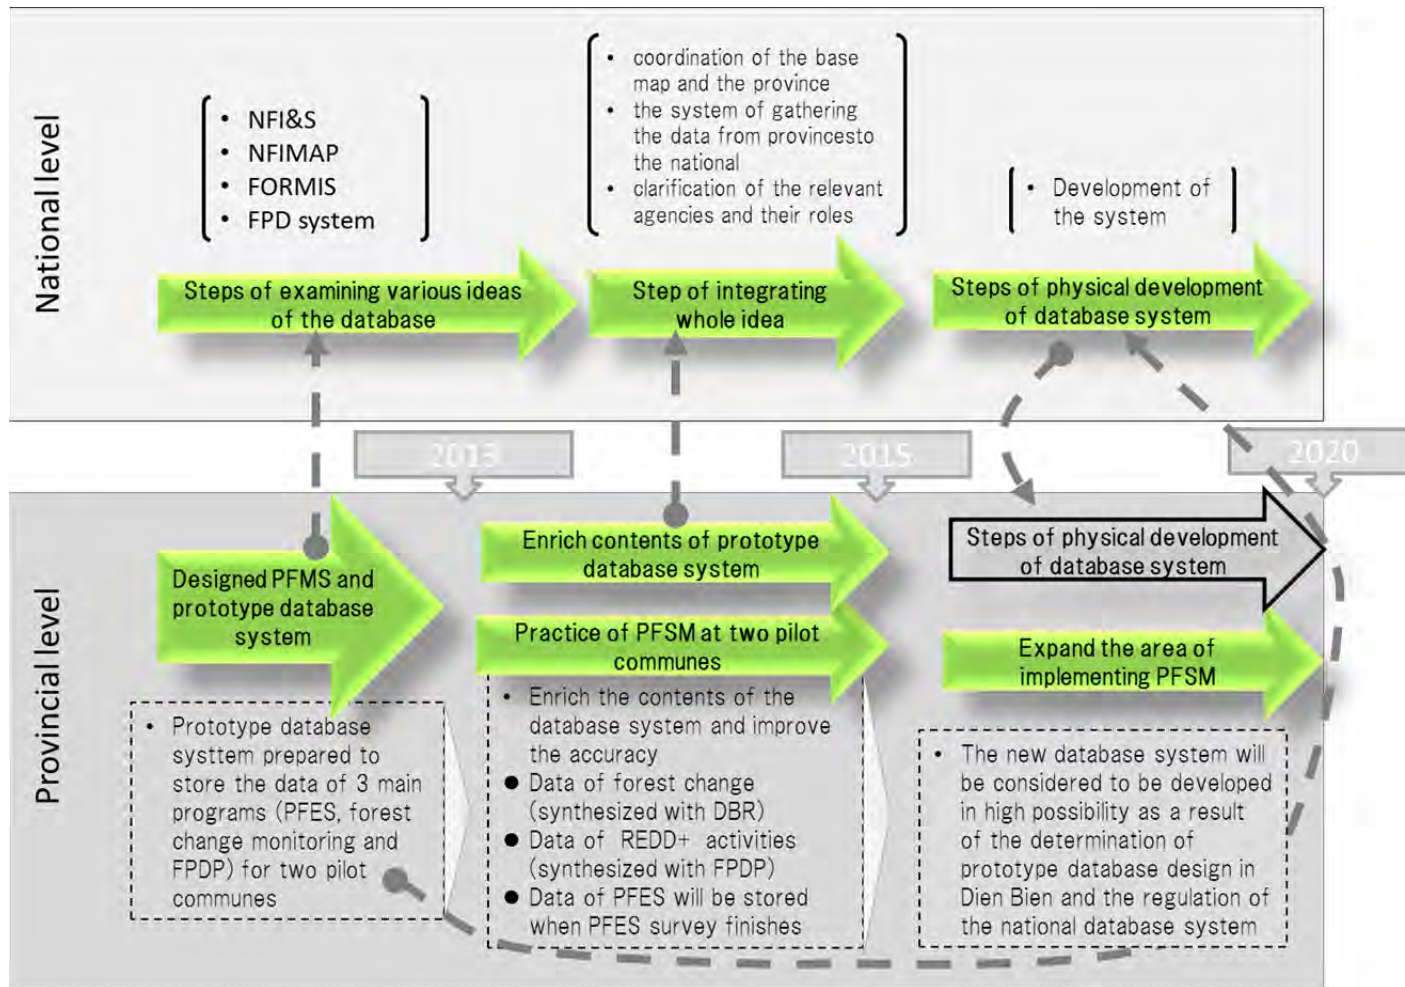 National level
• NFI&S
• NFIMAP
• FORMIS
• FPD system
• coordination of the base
map and the province
• the system of gathering
the data from provincesto
the national
• clarification of the relevant
agencies and their roles
• Development of
the system
Steps of examining various ideas
of the database
Step of integrating
whole idea
Steps of physical development
of database system
2013
2015
2020
Provincial level
Designed PFMS and
prototype database
system
Enrich contents of prototype
database system
Practice of PFSM at two pilot
communes
Steps of physical development
of database system
Expand the area of
implementing PFSM
• Prototype database
systtem prepared to
store the data of 3 main
programs (PFES, forest
change monitoring and
FPDP) for two pilot
communes
• Enrich the contents of the
database system and improve
the accuracy
● Data of forest change
(synthesized with DBR)
● Data of REDD+ activities
(synthesized with FPDP)
● Data of PFES will be stored
when PFES survey finishes
• The new database system will
be considered to be developed
in high possibility as a result
of the determination of
prototype database design in
Dien Bien and the regulation of
the national database system